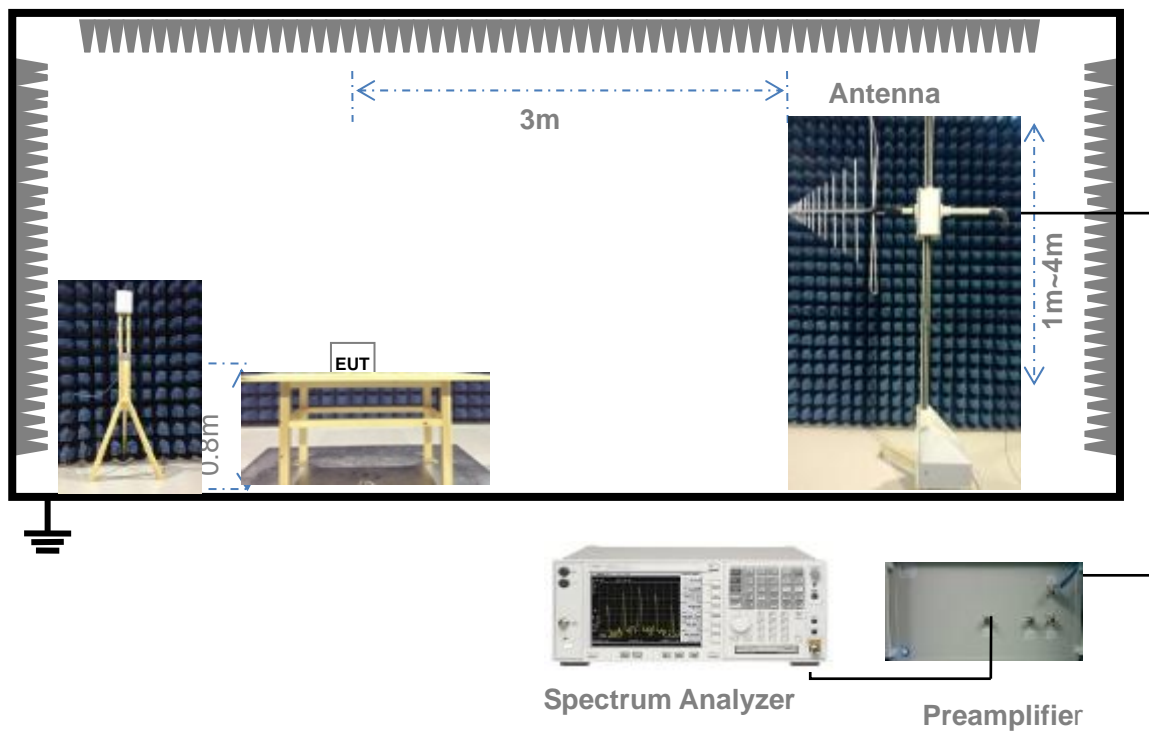 Antenna
3m
1m~4m
EUT
0.8m
Spectrum Analyzer
Preamplifier